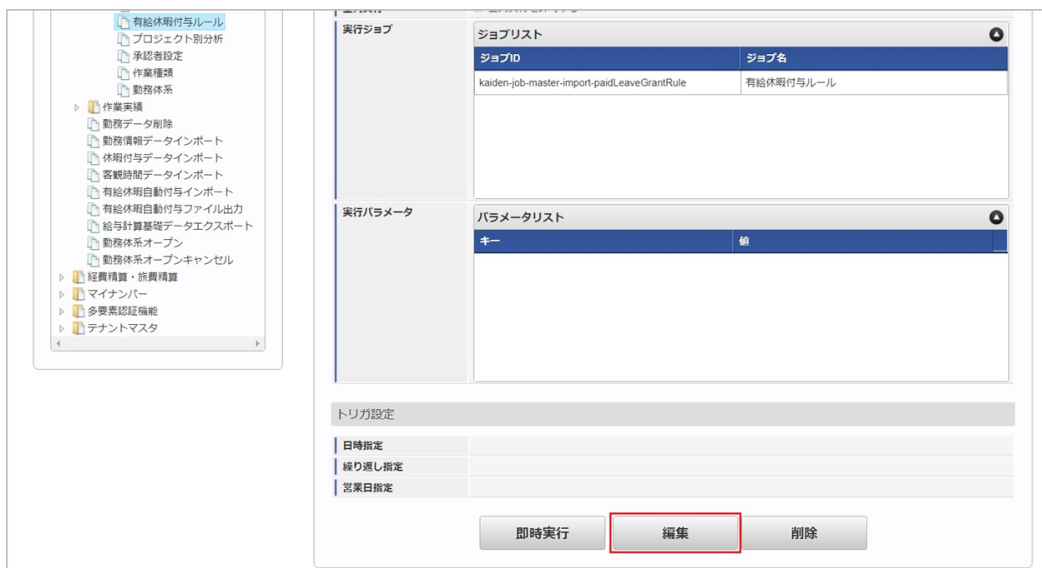 有給休暇付与ルール
プロジェクト別分析
承認者設定
作業種類
勤務体系
作業実績
勤務データ削除
勤務情報データインポート
休暇付与データインポート
客観時間データインポート
有給休暇自動付与インポート
有給休暇自動付与ファイル出力
給与計算基礎データエクスポート
勤務体系オープン
勤務体系オープンキャンセル
経費精算・旅費精算
マイナンバー
多要素認証機能
テナントマスタ
実行ジョブ
ジョブリスト
ジョブID ジョブ名
kaiden-job-master-import-paidLeaveGrantRule 有給休暇付与ルール
実行パラメータ
パラメータリスト
キー 値
トリガ設定
日時指定
繰り返し指定
営業日指定
即時実行 編集 削除